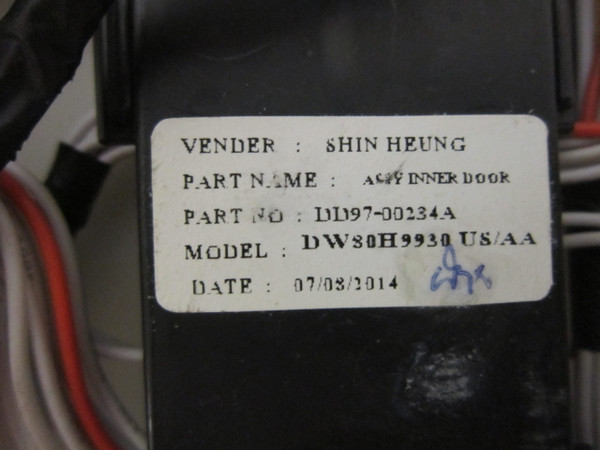 VENDER : SHIN HEUNG
PART NAME : ASSY INNER DOOR
PART NO : DD97-00234A
MODEL : DW80H9930 US/AA
DATE : 07/08/2014